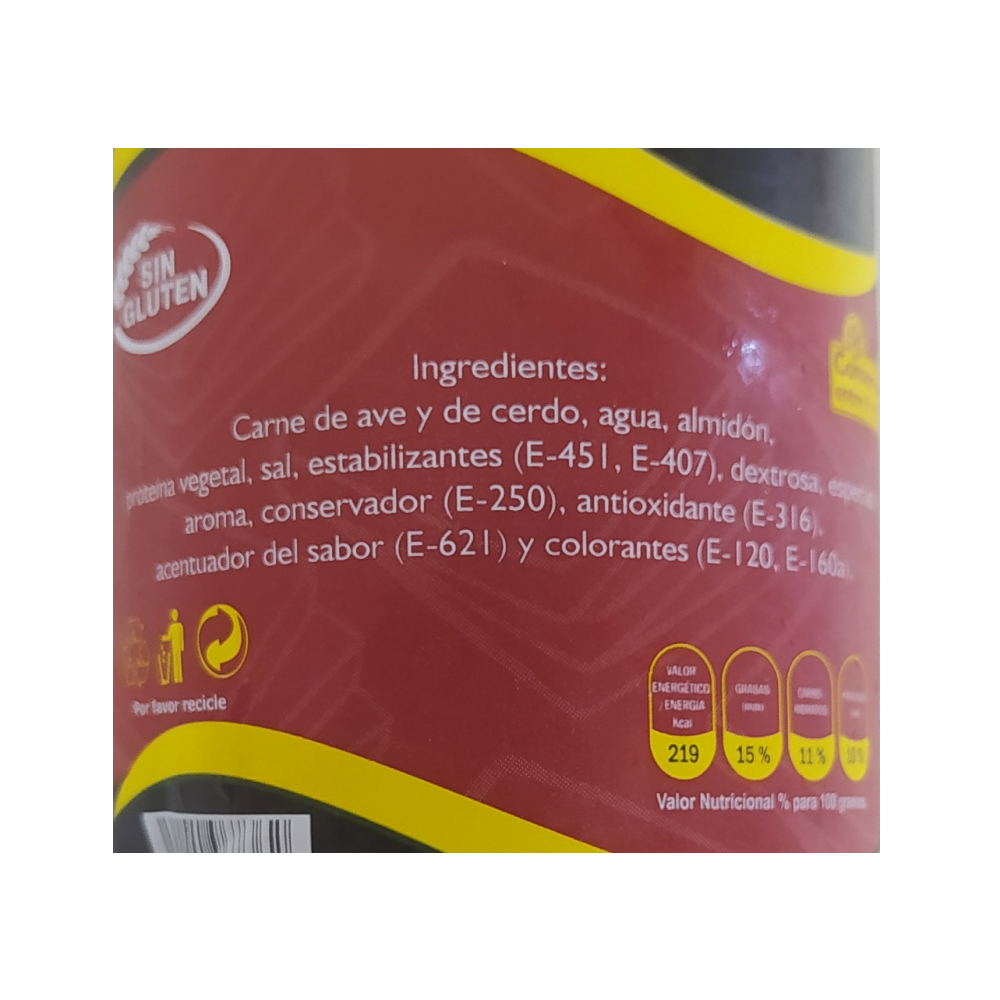 SIN
GLUTEN
Ingredientes:
Carne de ave y de cerdo, agua, almidón,
proteína vegetal, sal, estabilizantes (E-451, E-407), dextrosa,
aroma, conservador (E-250), antioxidante (E-316),
acentuador del sabor (E-621) y colorantes (E-120, E-160a).
Por favor recicle
VALOR
ENERGÉTICO
/ ENERGÍA
Kcal
219
GRASAS
15 %
11 %
10 %
Valor Nutricional % para 100 gramos